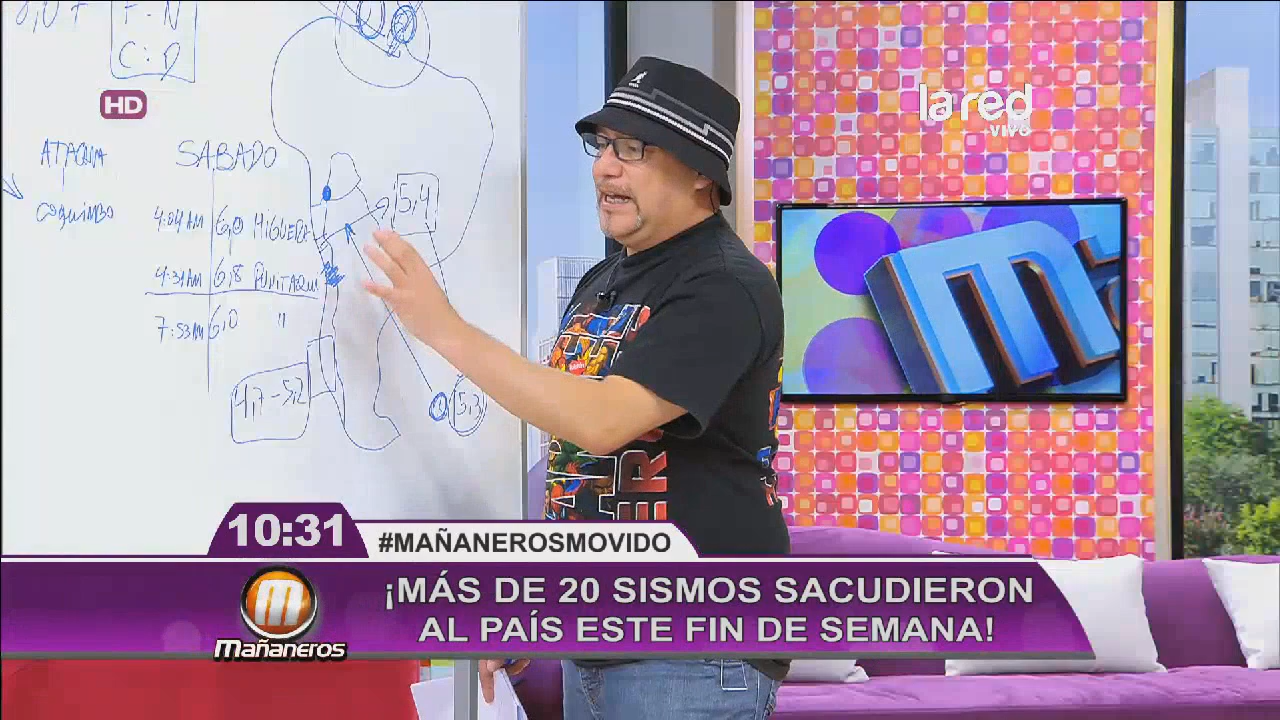 F : N
C : D
HD
la red
VIVO
SABADO
COQUIMBO
4:04 AM 6,0 HIGUERA
5,4
4:31 AM 6,8 PUNITAQUI
7:53 AM 6,0 "
4,7 - 5,2
5,3
10:31
#MAÑANEROSMOVIDO
¡MÁS DE 20 SISMOS SACUDIERON
AL PAÍS ESTE FIN DE SEMANA!
Mañaneros